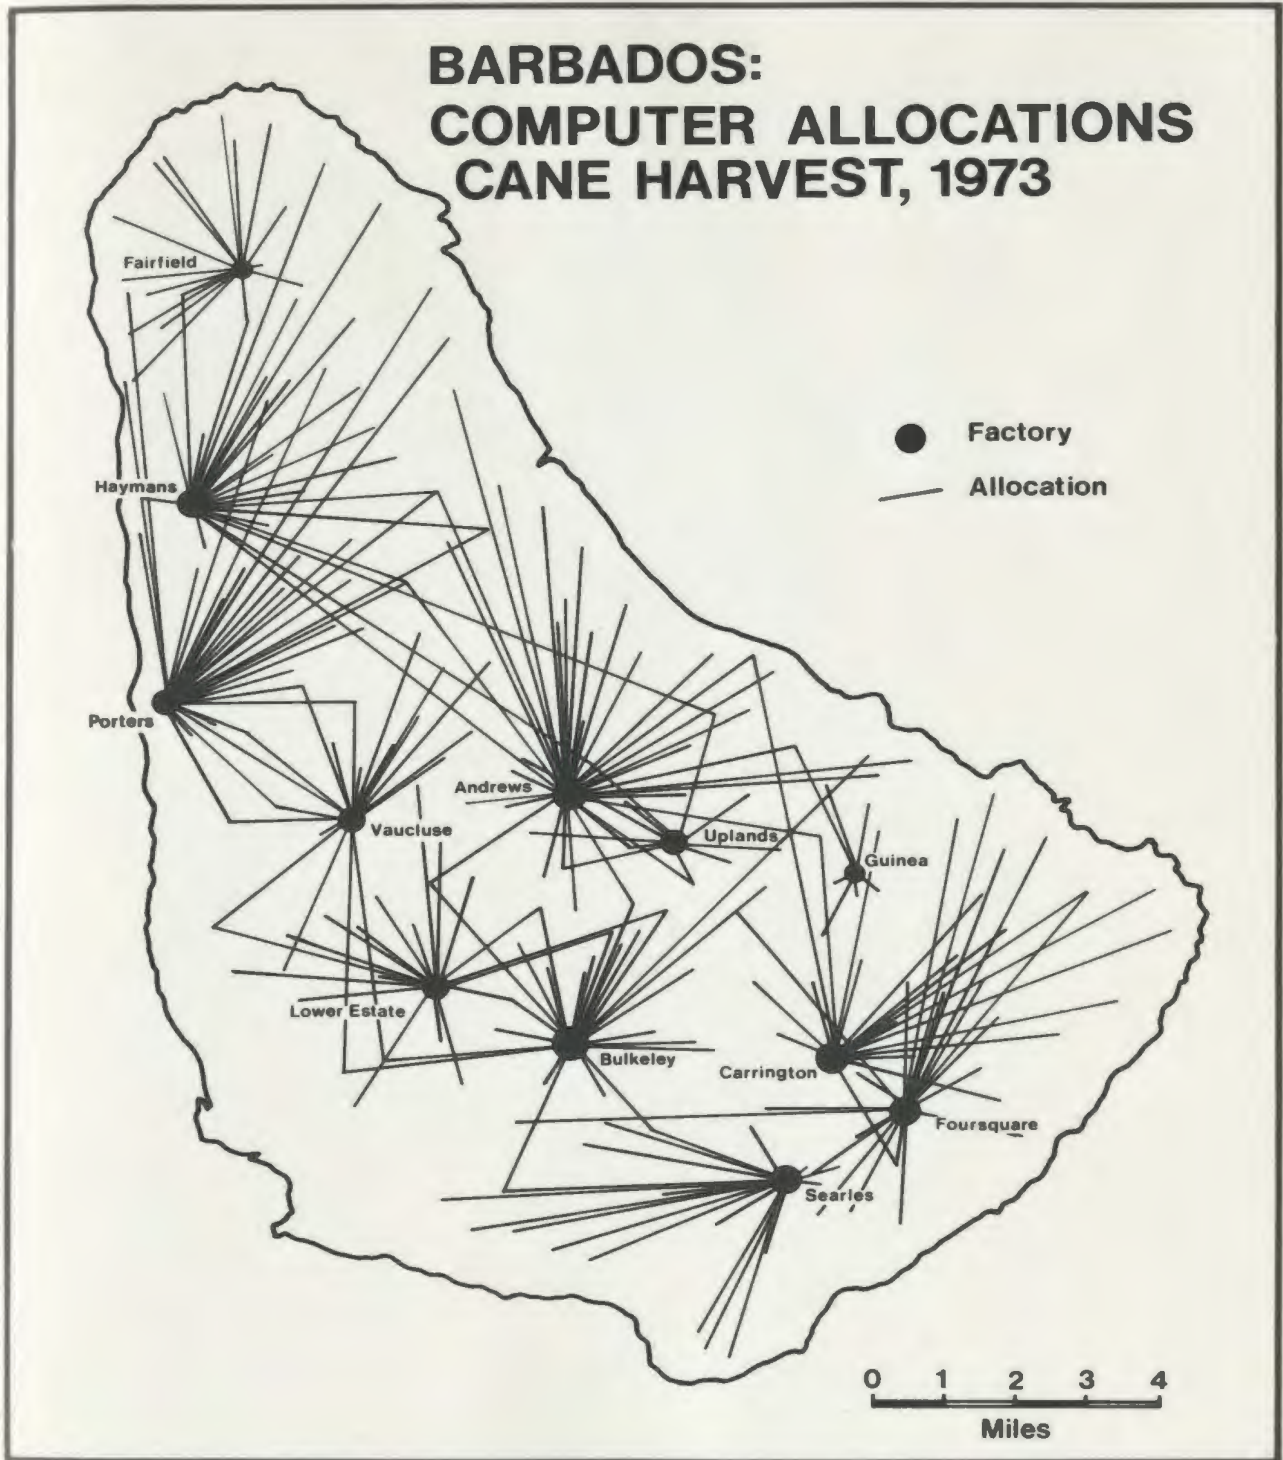 BARBADOS:
COMPUTER ALLOCATIONS
CANE HARVEST, 1973
Fairfield
Factory
Haymans
Allocation
Porters
Andrews
Vaucluse
Uplands
Guinea
Lower Estate
Bulkeley
Carrington
Foursquare
Searles
0 1 2 3 4
Miles